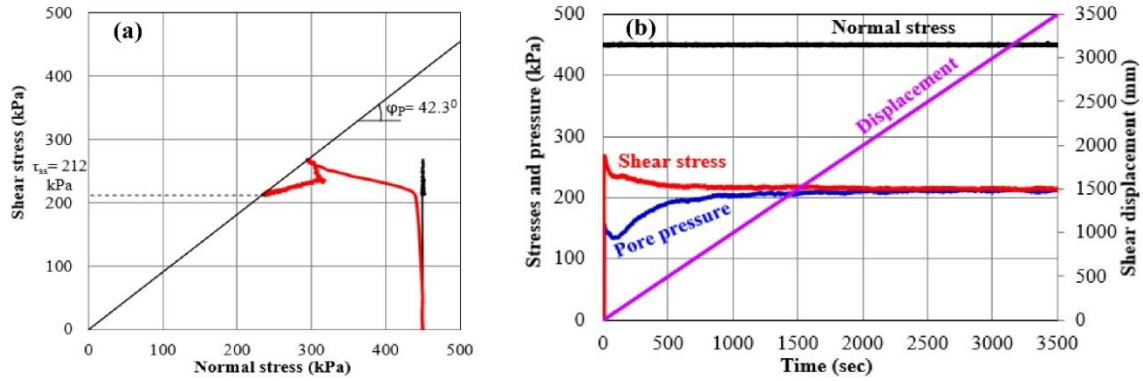 (a)
500
400
300
200
100
0
Shear stress (kPa)
τss= 212
kPa
φP= 42.3⁰
0 100 200 300 400 500
Normal stress (kPa)
(b)
500
400
300
200
100
0
Stresses and pressure (kPa)
Normal stress
Displacement
Shear stress
Pore pressure
3500
3000
2500
2000
1500
1000
500
0
Shear displacement (mm)
0 500 1000 1500 2000 2500 3000 3500
Time (sec)